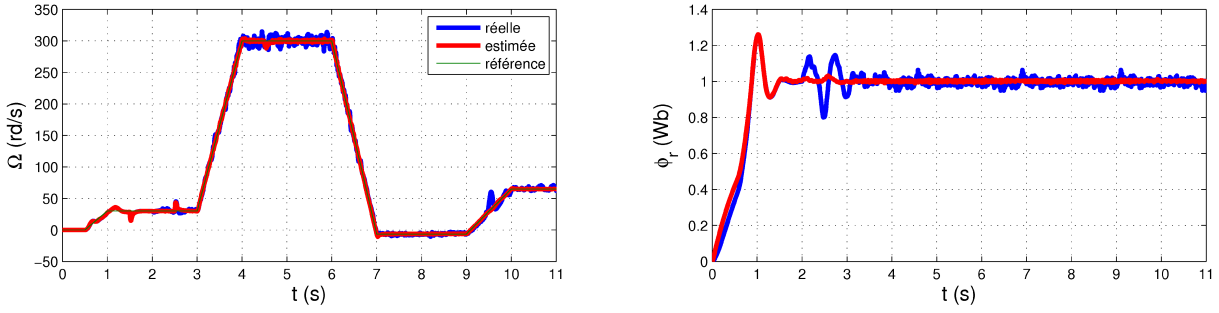 350
300
250
200
150
100
50
0
−50
Ω (rd/s)
0 1 2 3 4 5 6 7 8 9 10 11
t (s)
réelle
estimée
référence
1.4
1.2
1
0.8
0.6
0.4
0.2
0
ϕr (Wb)
0 1 2 3 4 5 6 7 8 9 10 11
t (s)